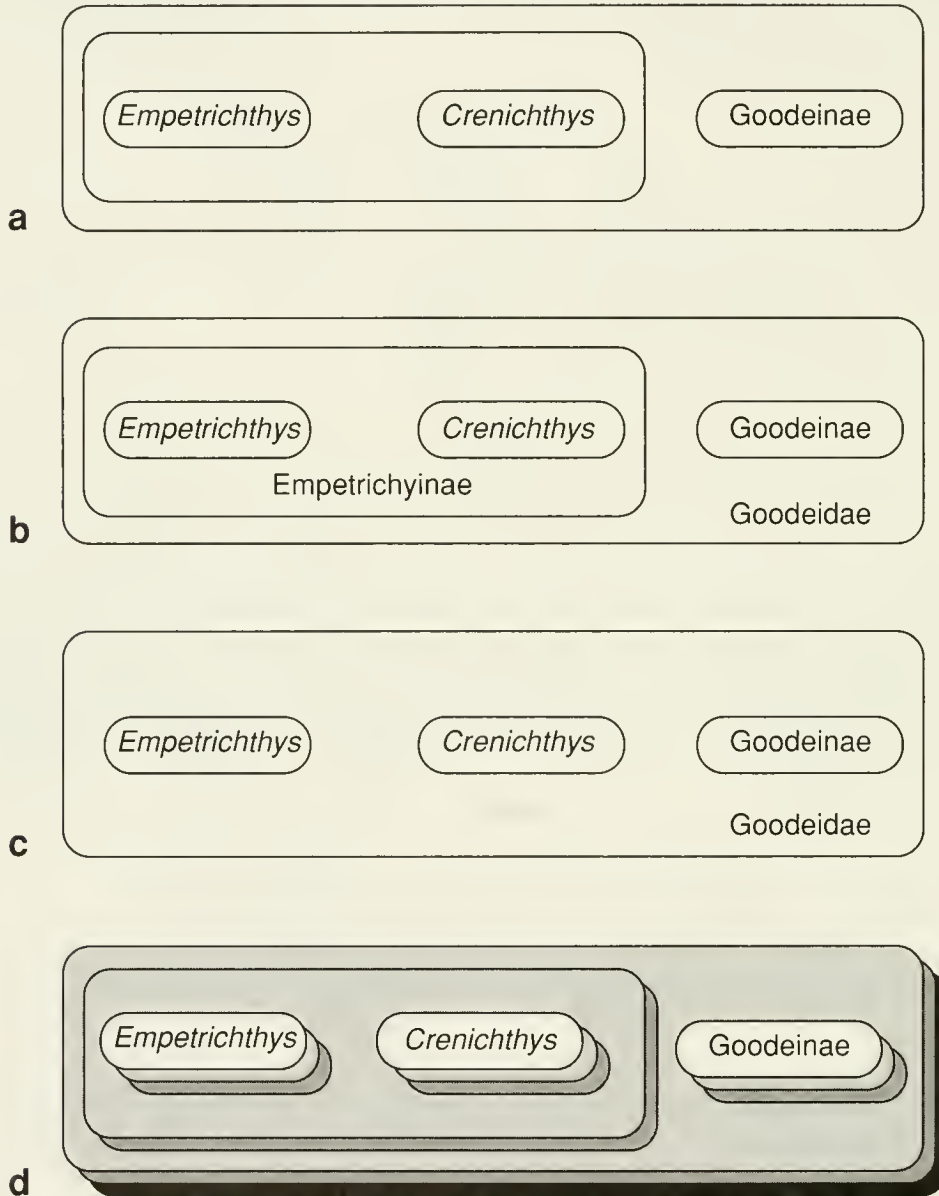 Empetrichthys Crenichthys Goodeinae
a
Empetrichthys Crenichthys Goodeinae
Empetrichyinae
Goodeidae
b
Empetrichthys Crenichthys Goodeinae
Goodeidae
c
Empetrichthys Crenichthys Goodeinae
d